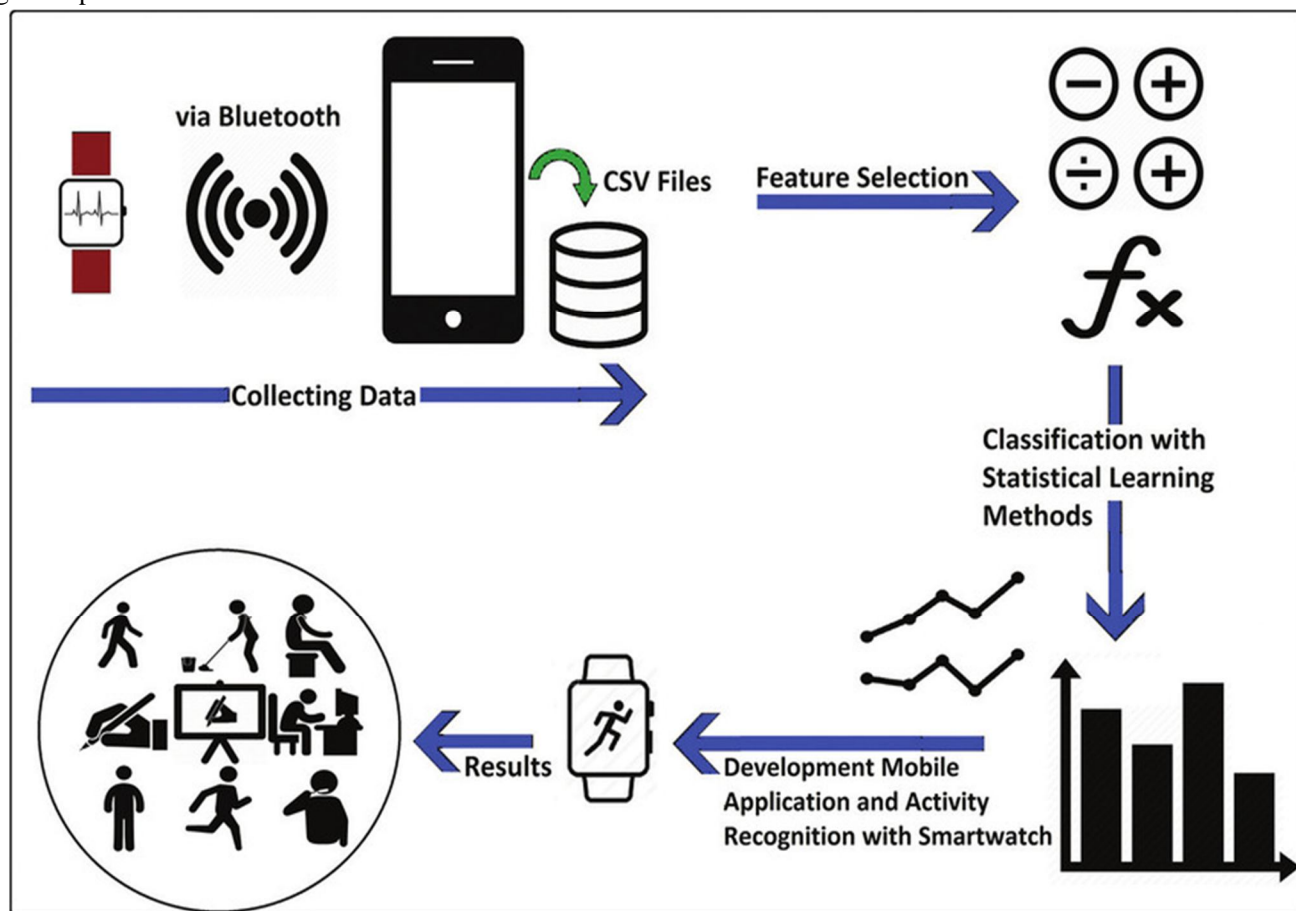 via Bluetooth
CSV Files
Feature Selection
Collecting Data
Classification with
Statistical Learning
Methods
Development Mobile
Application and Activity
Recognition with Smartwatch
Results